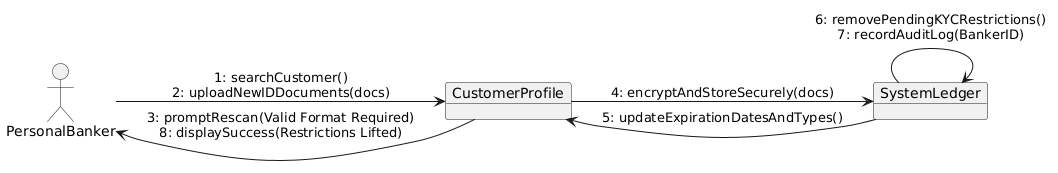 6: removePendingKYCRestrictions()
7: recordAuditLog(BankerID)
1: searchCustomer()
2: uploadNewIDDocuments(docs)
CustomerProfile
4: encryptAndStoreSecurely(docs)
SystemLedger
3: promptRescan(Valid Format Required)
8: displaySuccess(Restrictions Lifted)
5: updateExpirationDatesAndTypes()
PersonalBanker